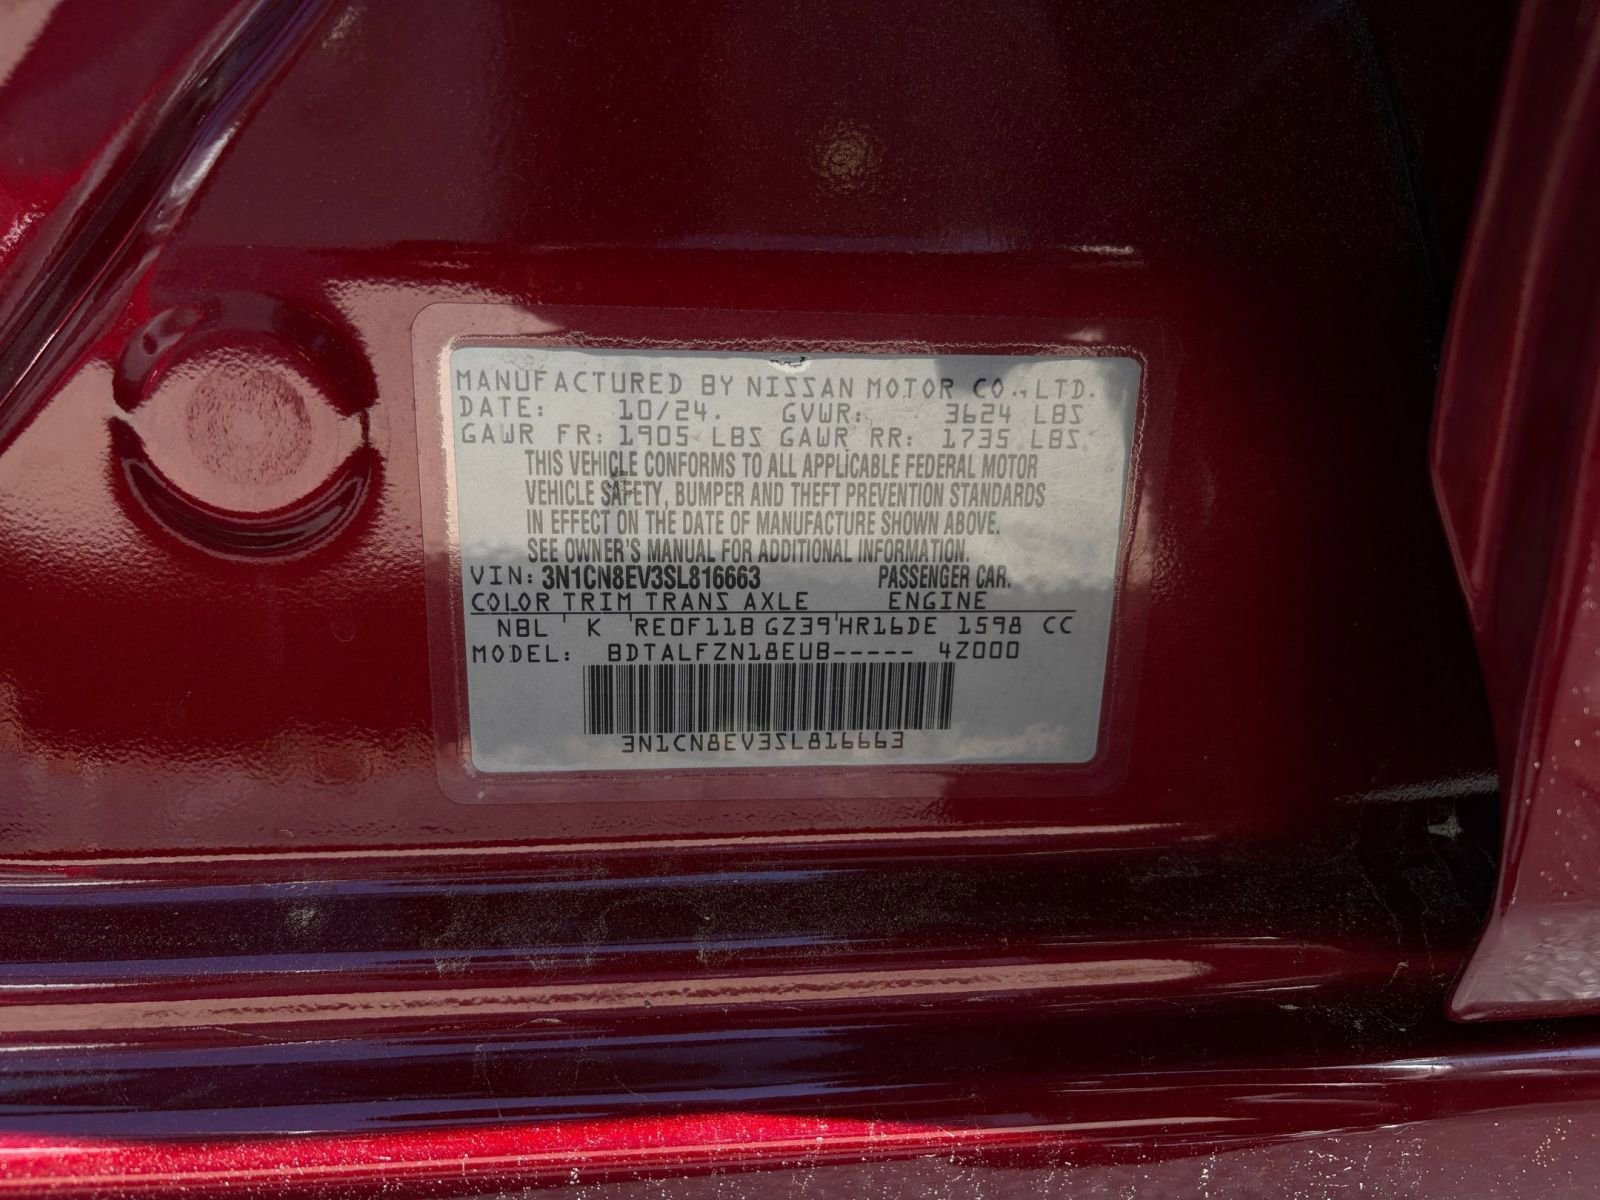 MANUFACTURED BY NISSAN MOTOR CO., LTD.
DATE: 10/24. GVWR: 3624 LBS
GAWR FR: 1905 LBS GAWR RR: 1735 LBS.
THIS VEHICLE CONFORMS TO ALL APPLICABLE FEDERAL MOTOR
VEHICLE SAFETY, BUMPER AND THEFT PREVENTION STANDARDS
IN EFFECT ON THE DATE OF MANUFACTURE SHOWN ABOVE.
SEE OWNER'S MANUAL FOR ADDITIONAL INFORMATION.
VIN: 3N1CN8EV3SL816663 PASSENGER CAR.
COLOR TRIM TRANS AXLE ENGINE
NBL K RE0F11B GZ39 HR16DE 1598 CC
MODEL: BDTALFZN18EUB----- 4Z000
3N1CN8EV3SL816663